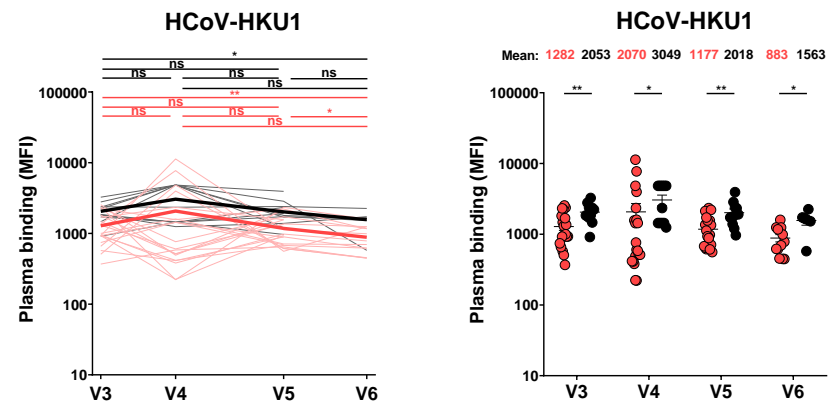 HCoV-HKU1
*
ns
ns ns ns
ns
**
ns
ns ns *
ns
Plasma binding (MFI)
100000
10000
1000
100
10
V3 V4 V5 V6
HCoV-HKU1
Mean: 1282 2053 2070 3049 1177 2018 883 1563
** * ** *
Plasma binding (MFI)
100000
10000
1000
100
10
V3 V4 V5 V6